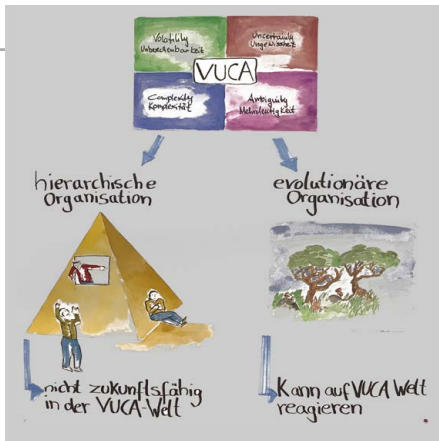 Volatility
Unberechenbarkeit
Uncertainty
Ungewissheit
VUCA
Complexity
Komplexität
Ambiguity
Mehrdeutigkeit
hierarchische
Organisation
evolutionäre
Organisation
nicht zukunftsfähig
in der VUCA-Welt
Kann auf VUCA Welt
reagieren